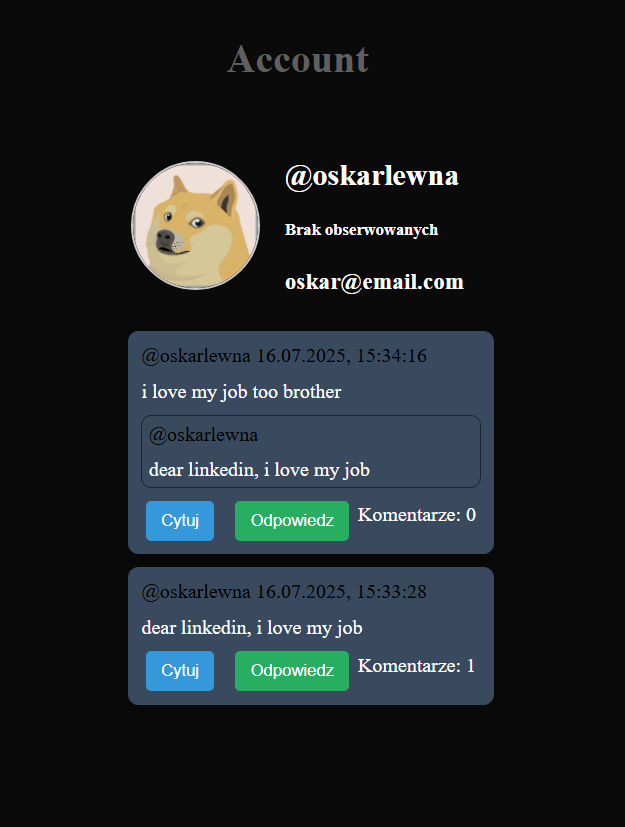 Account
@oskarlewna
Brak obserwowanych
oskar@email.com
@oskarlewna 16.07.2025, 15:34:16
i love my job too brother
@oskarlewna
dear linkedin, i love my job
Cytuj Odpowiedz Komentarze: 0
@oskarlewna 16.07.2025, 15:33:28
dear linkedin, i love my job
Cytuj Odpowiedz Komentarze: 1